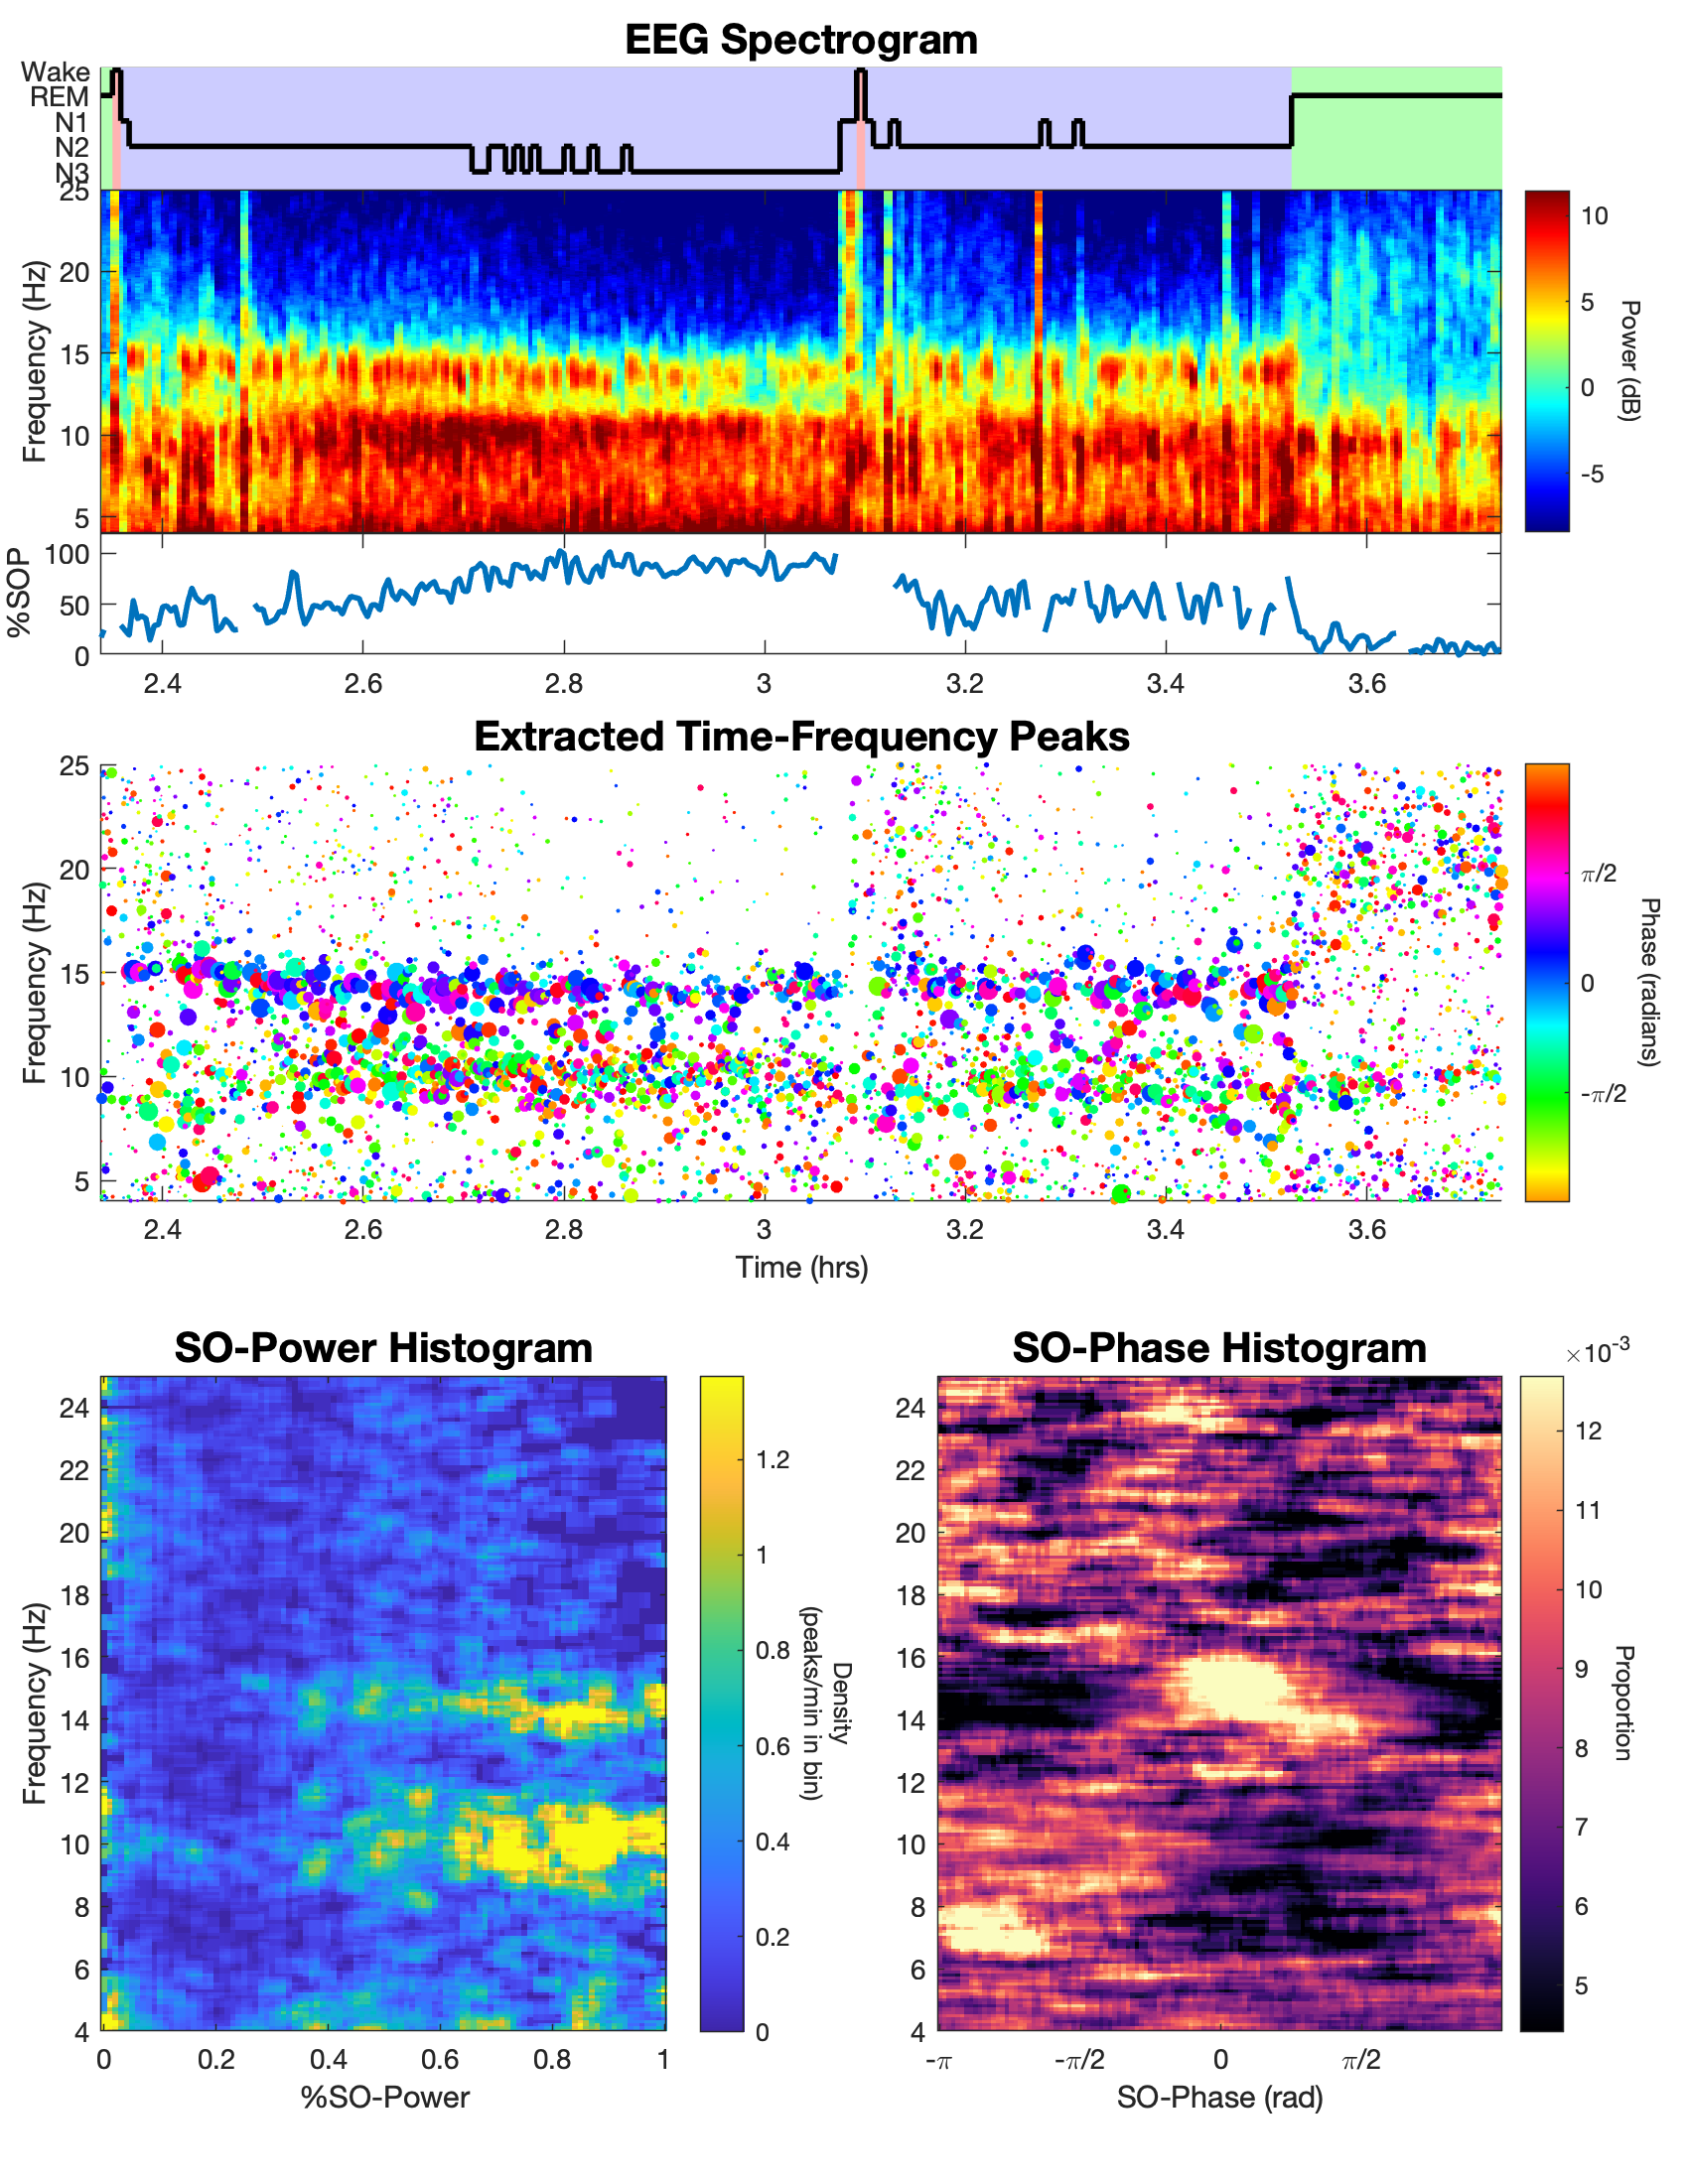 EEG Spectrogram
Wake
REM
N1
N2
N3
25
20
15
10
5
Frequency (Hz)
10
5
0
-5
Power (dB)
100
50
0
%SOP
2.4 2.6 2.8 3 3.2 3.4 3.6
Extracted Time-Frequency Peaks
25
20
15
10
5
Frequency (Hz)
π/2
0
-π/2
Phase (radians)
2.4 2.6 2.8 3 3.2 3.4 3.6
Time (hrs)
SO-Power Histogram
24
22
20
18
16
14
12
10
8
6
4
Frequency (Hz)
0 0.2 0.4 0.6 0.8 1
%SO-Power
1.2
1
0.8
0.6
0.4
0.2
0
Density
(peaks/min in bin)
SO-Phase Histogram
×10-3
24
22
20
18
16
14
12
10
8
6
4
-π -π/2 0 π/2
SO-Phase (rad)
12
11
10
9
8
7
6
5
Proportion